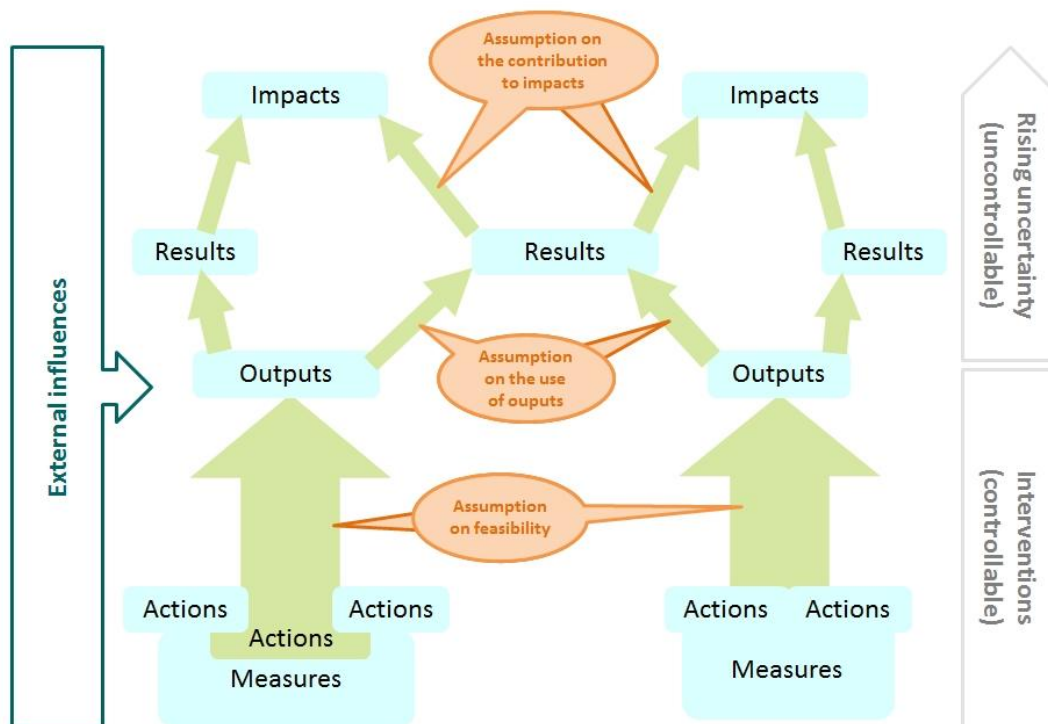 Assumption on
the contribution
to impacts
Impacts
Impacts
Rising uncertainty
(uncontrollable)
Results
Results
Results
External influences
Outputs
Assumption
on the use
of ouputs
Outputs
Assumption
on feasibility
Interventions
(controllable)
Actions
Actions
Actions
Measures
Actions
Actions
Measures